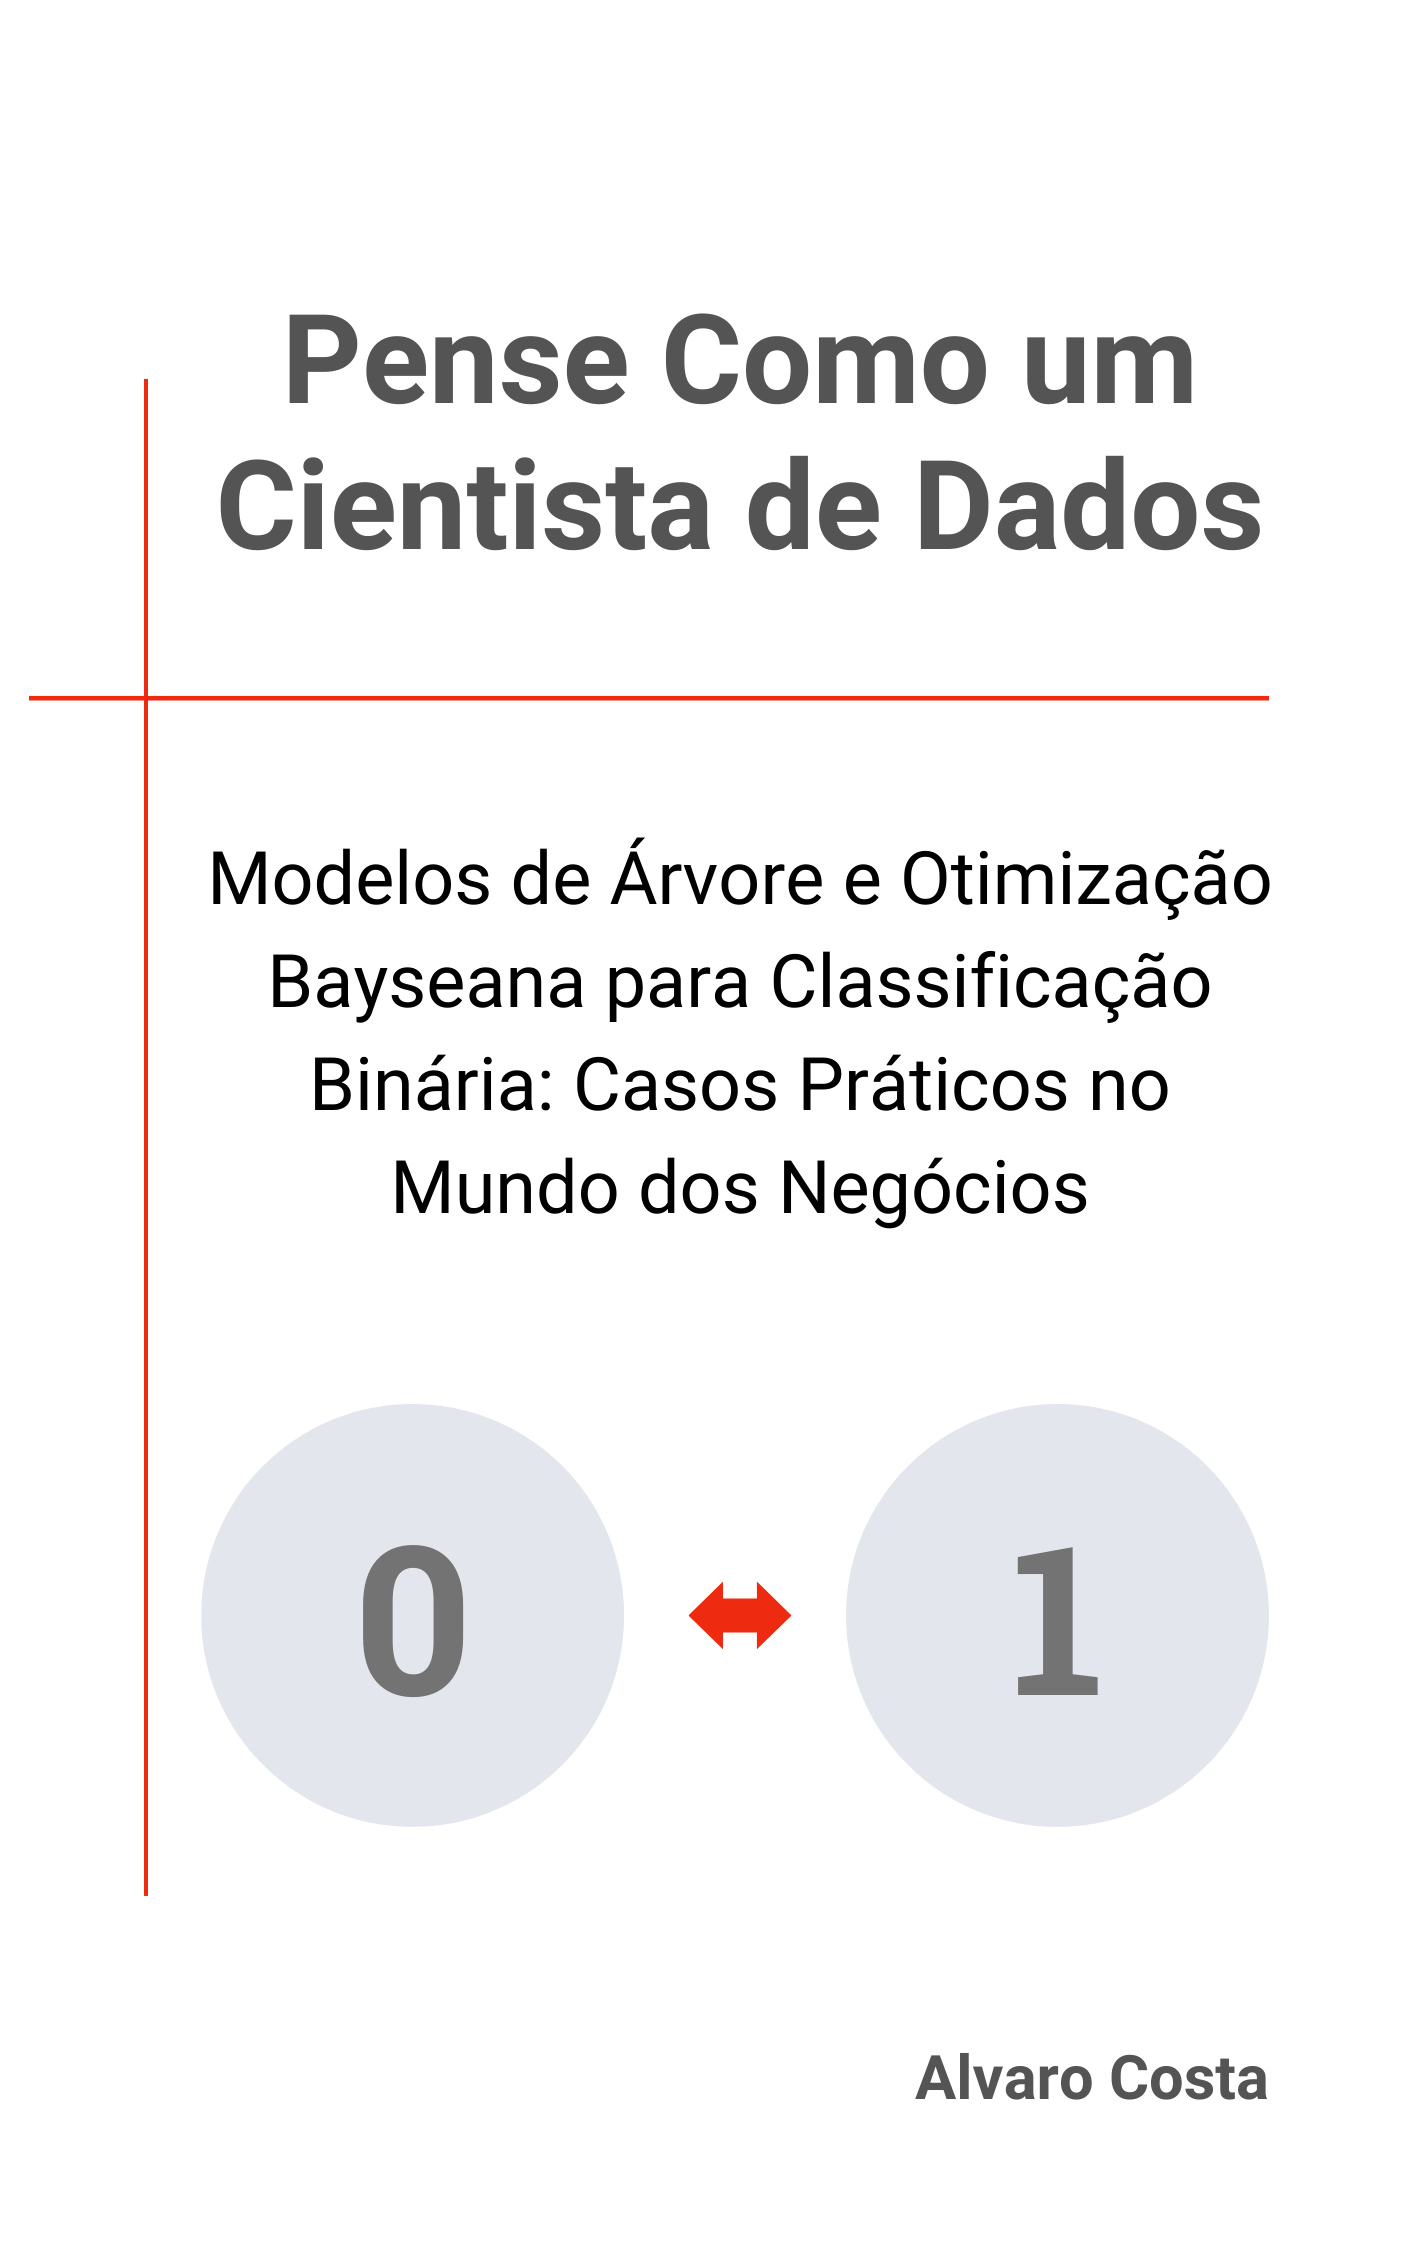 Pense Como um
Cientista de Dados
Modelos de Árvore e Otimização
Bayseana para Classificação
Binária: Casos Práticos no
Mundo dos Negócios
0 1
Alvaro Costa